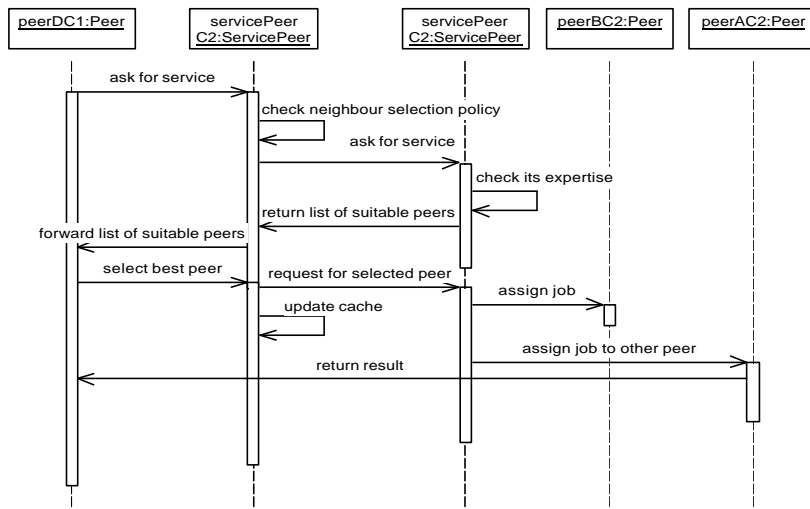 peerDC1:Peer
servicePeer
C2:ServicePeer
servicePeer
C2:ServicePeer
peerBC2:Peer
peerAC2:Peer
ask for service
check neighbour selection policy
ask for service
check its expertise
return list of suitable peers
forward list of suitable peers
select best peer
request for selected peer
assign job
update cache
assign job to other peer
return result